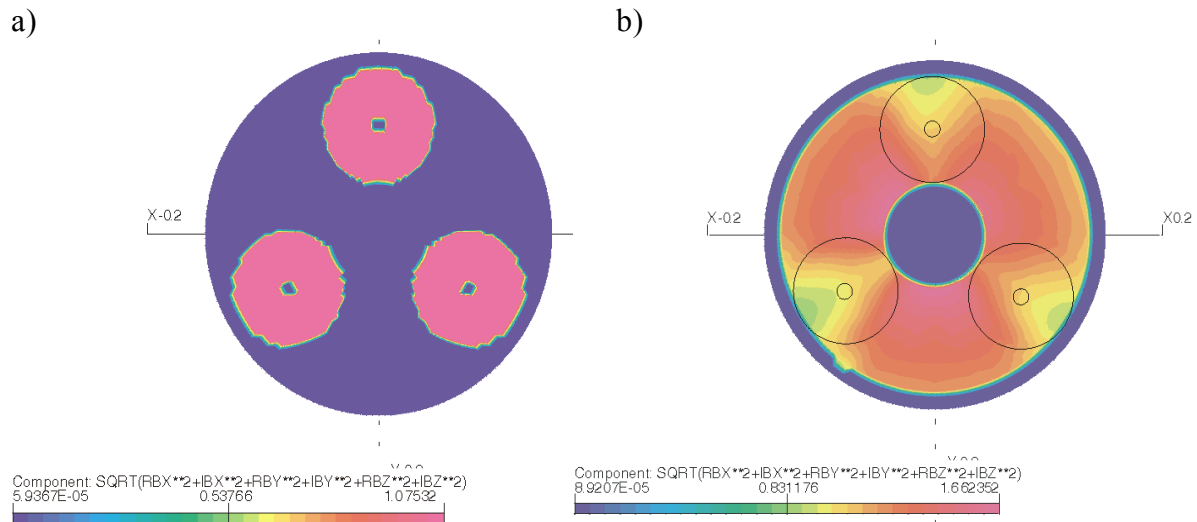 a)
b)
X-0.2
X-0.2
X0.2
Component: SQRT(RBX**2+IBX**2+RBY**2+IBY**2+RBZ**2+IBZ**2)
5.9367E-05 0.53766 1.07532
Component: SQRT(RBX**2+IBX**2+RBY**2+IBY**2+RBZ**2+IBZ**2)
8.9207E-05 0.831176 1.662352